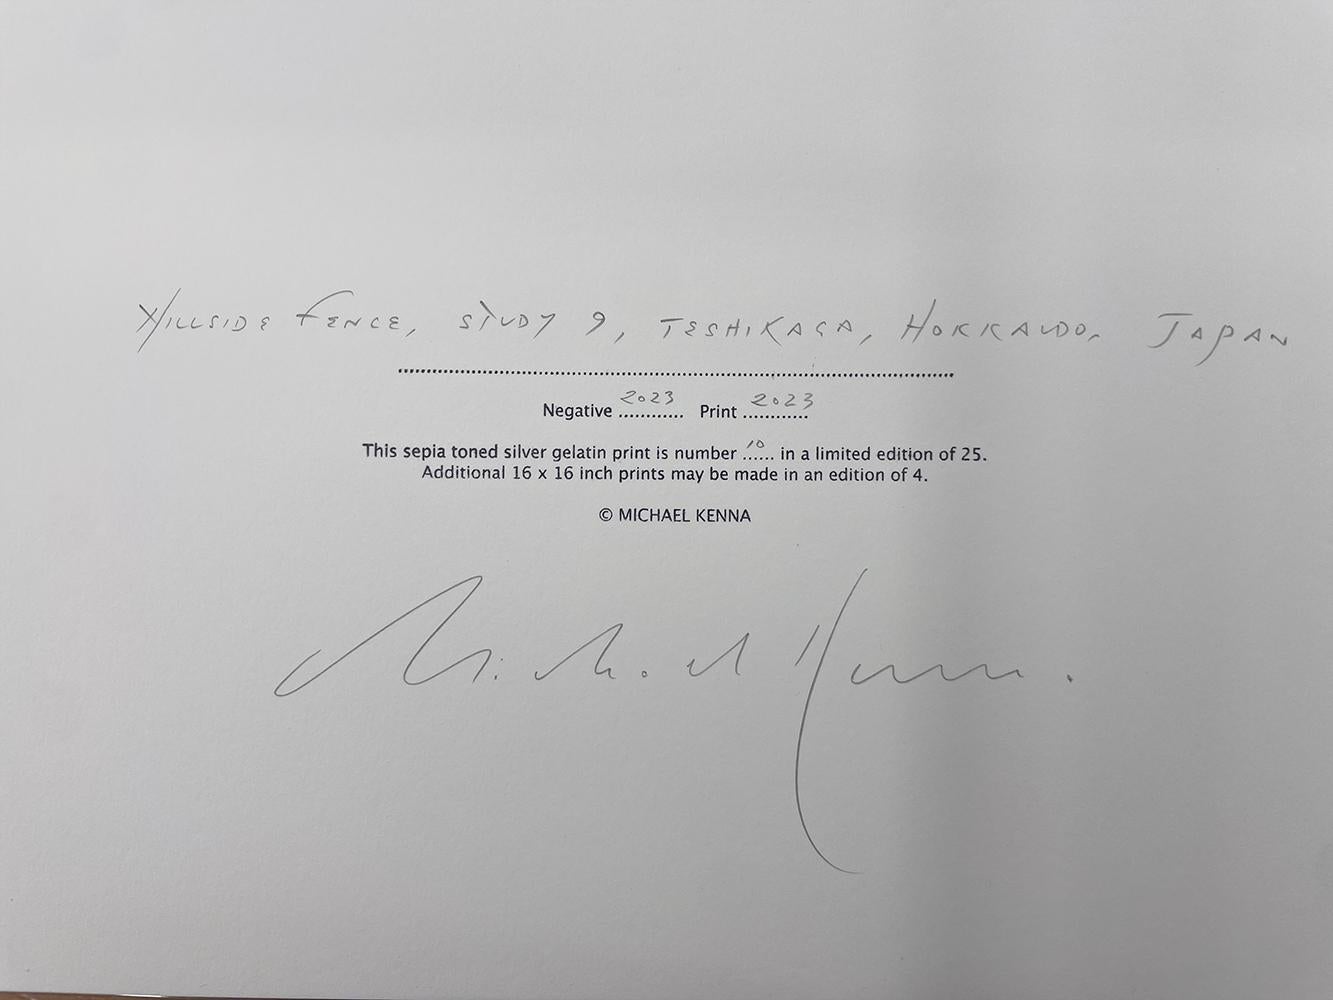 HILLSIDE FENCE, STUDY 9, TESHIKAGA, HOKKAIDO, JAPAN
Negative 2023 Print 2023
This sepia toned silver gelatin print is number 10 in a limited edition of 25.
Additional 16 x 16 inch prints may be made in an edition of 4.
© MICHAEL KENNA
Michael Kenna.